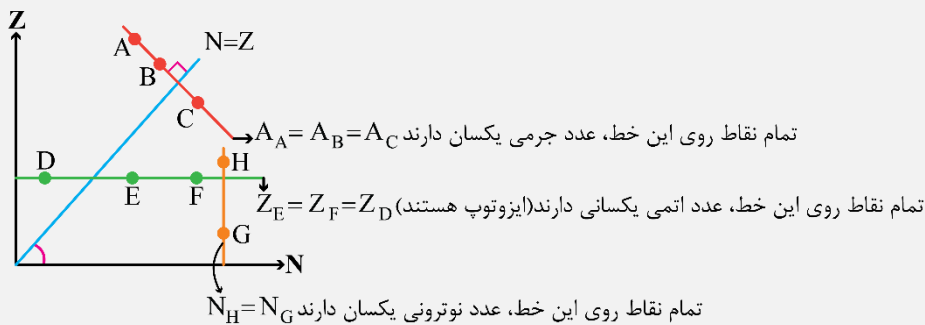 Z
N=Z
A
B
C
A_A = A_B = A_C تمام نقاط روی این خط، عدد جرمی یکسان دارند
D
E
F
H
Z_E = Z_F = Z_D تمام نقاط روی این خط، عدد اتمی یکسانی دارند(ایزوتوپ هستند)
G
N
N_H = N_G تمام نقاط روی این خط، عدد نوترونی یکسان دارند